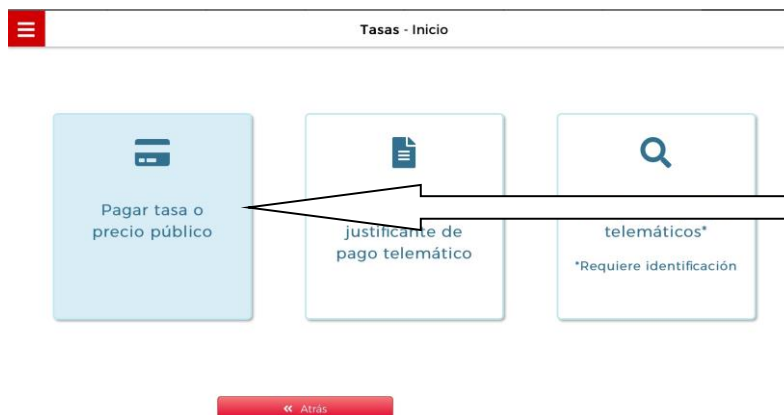 Tasas - Inicio
Pagar tasa o
precio público
justificante de
pago telemático
telemáticos*
*Requiere identificación
Atrás